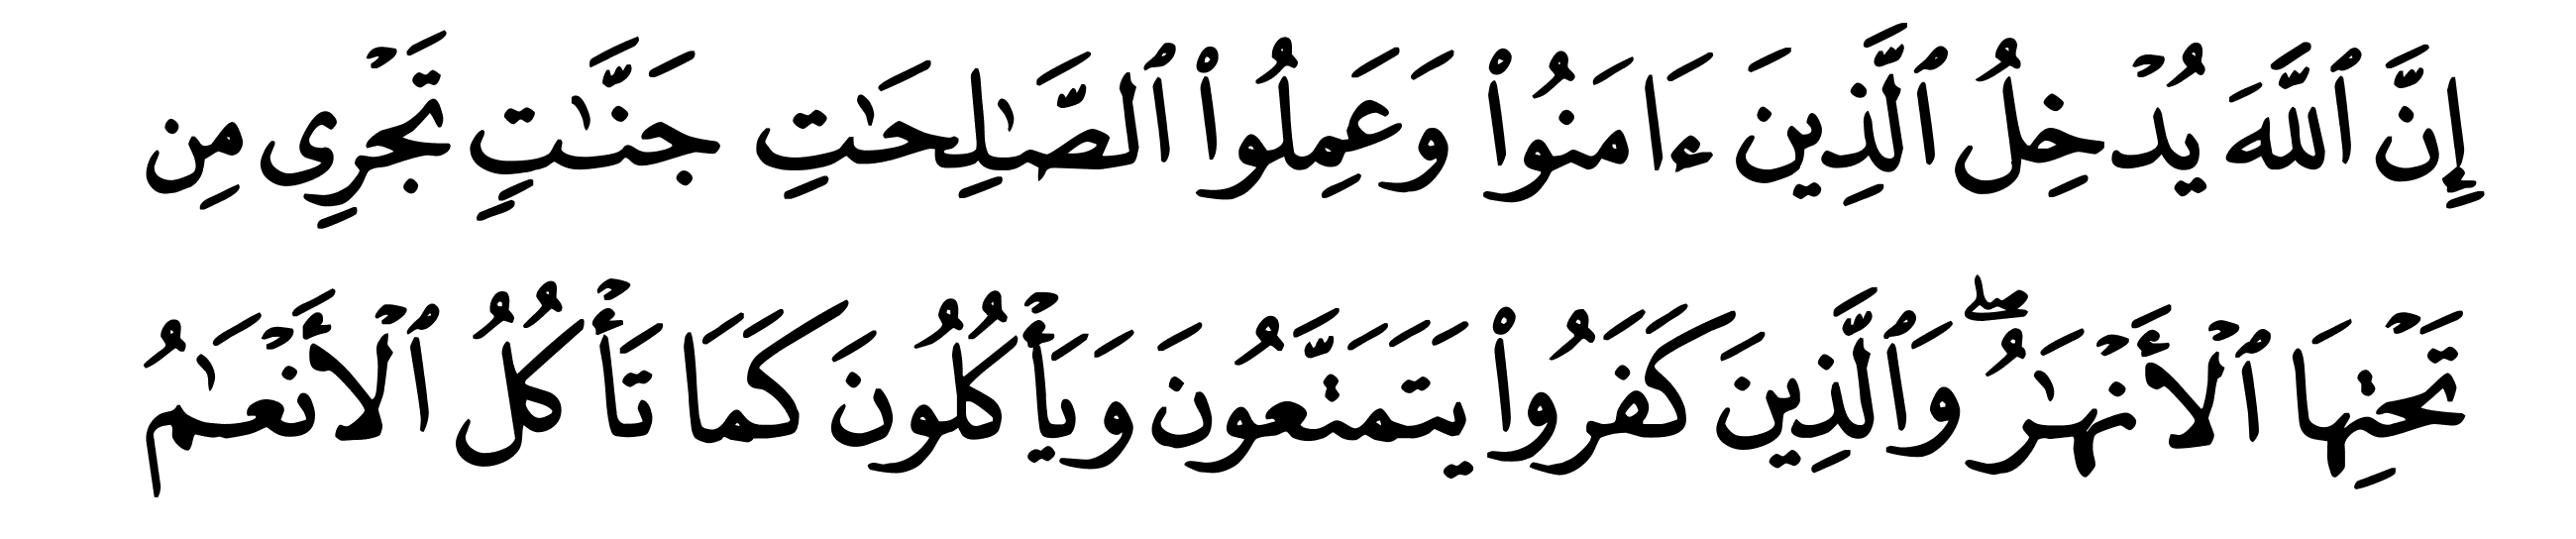 إِنَّ ٱللَّهَ يُدۡخِلُ ٱلَّذِينَ ءَامَنُواْ وَعَمِلُواْ ٱلصَّٰلِحَٰتِ جَنَّٰتٖ تَجۡرِي مِن
تَحۡتِهَا ٱلۡأَنۡهَٰرُۖ وَٱلَّذِينَ كَفَرُواْ يَتَمَتَّعُونَ وَيَأۡكُلُونَ كَمَا تَأۡكُلُ ٱلۡأَنۡعَٰمُ